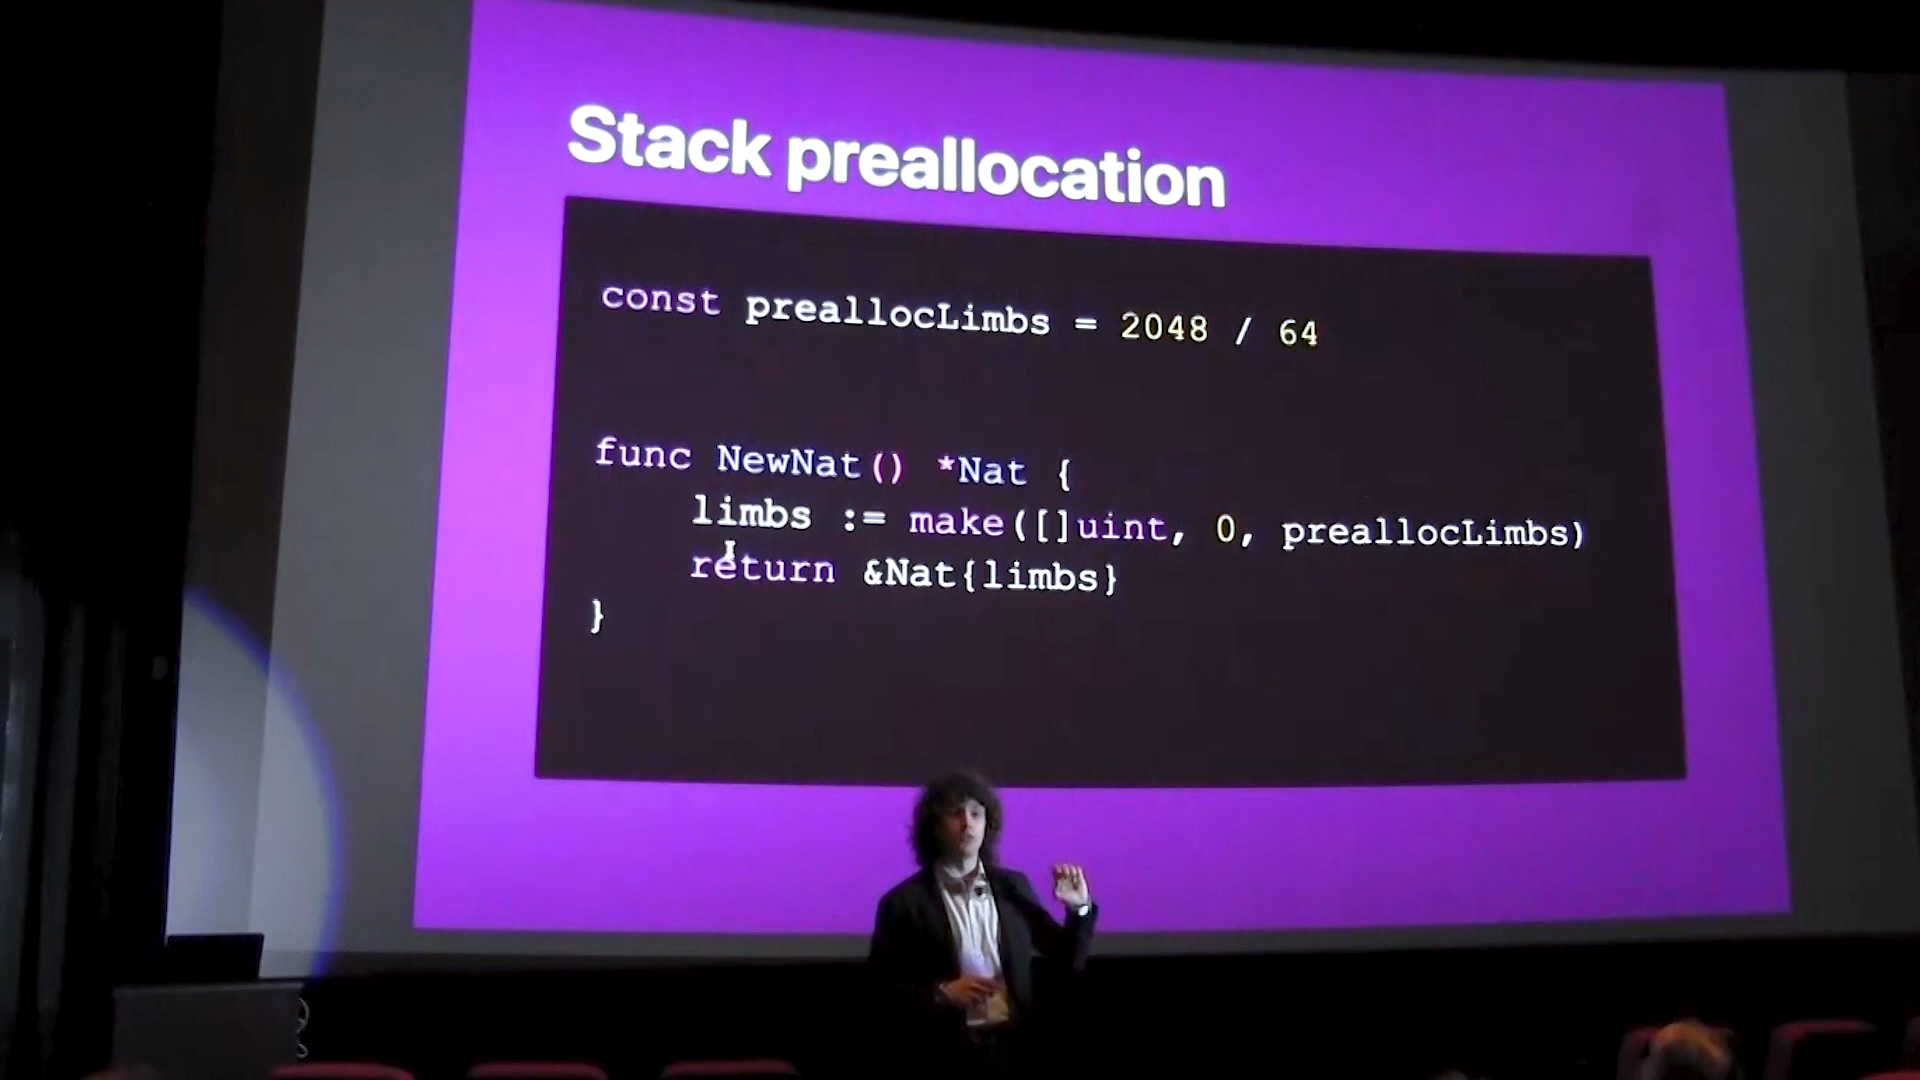 Stack preallocation
const preallocLimbs = 2048 / 64
func NewNat() *Nat {
    limbs := make([]uint, 0, preallocLimbs)
    return &Nat{limbs}
}